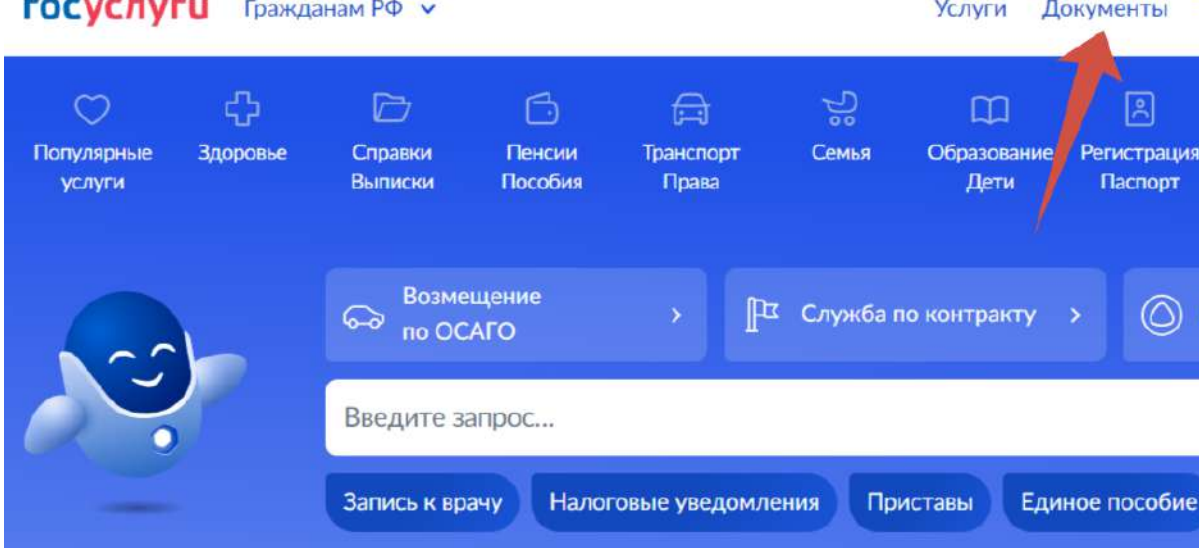 госуслуги Гражданам РФ Услуги Документы
Популярные Здоровье Справки Пенсии Транспорт Семья Образование Регистрация
услуги Выписки Пособия Права Дети Паспорт
Возмещение
по ОСАГО
Служба по контракту
Введите запрос...
Запись к врачу Налоговые уведомления Приставы Единое пособие